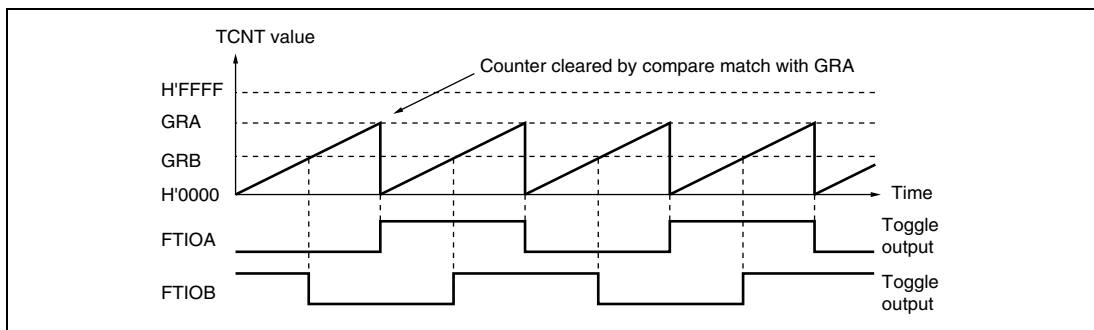 TCNT value
Counter cleared by compare match with GRA
H'FFFF
GRA
GRB
H'0000
Time
FTIOA
Toggle
output
FTIOB
Toggle
output